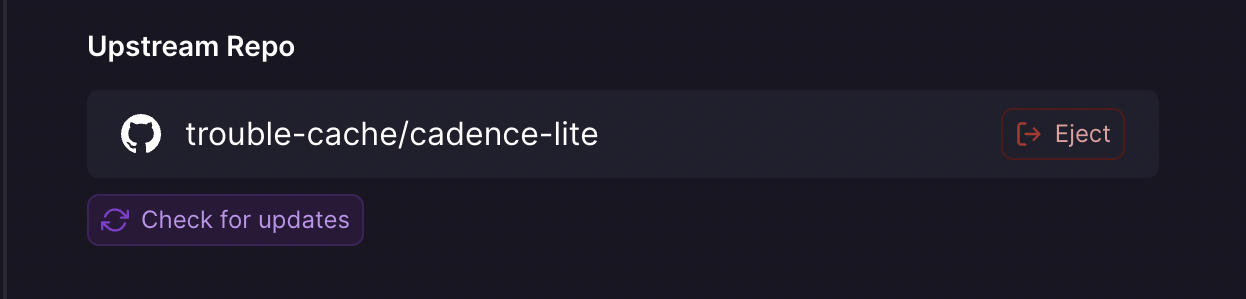 Upstream Repo
trouble-cache/cadence-lite
Eject
Check for updates